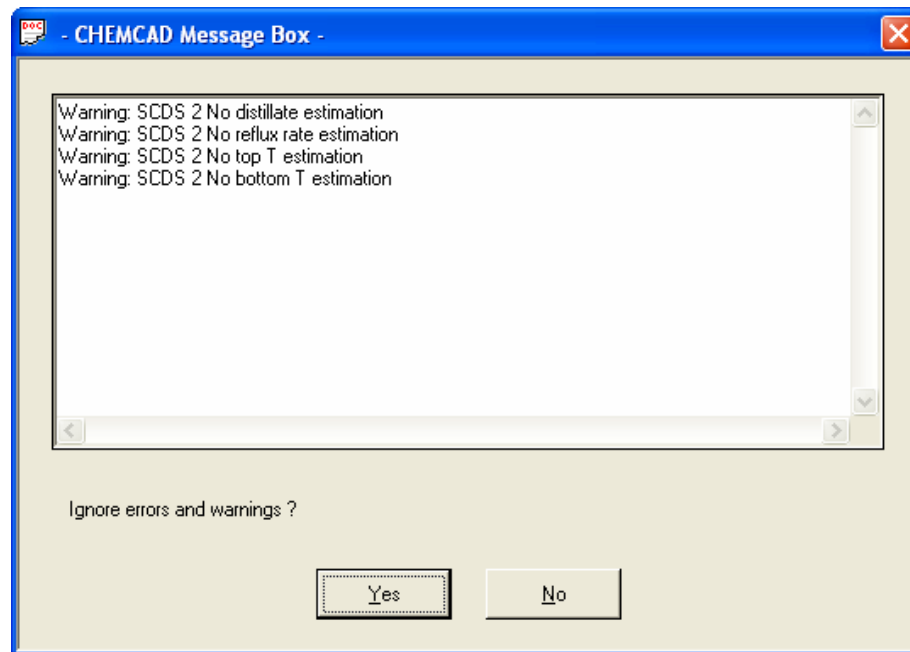 - CHEMCAD Message Box -
Warning: SCDS 2 No distillate estimation
Warning: SCDS 2 No reflux rate estimation
Warning: SCDS 2 No top T estimation
Warning: SCDS 2 No bottom T estimation
Ignore errors and warnings ?
Yes No